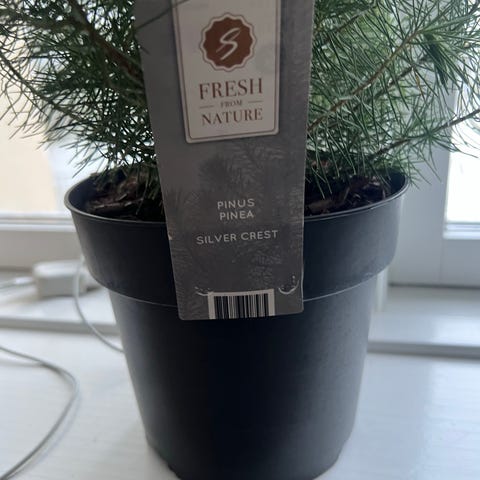 S
FRESH
FROM
NATURE
PINUS
PINEA
SILVER CREST